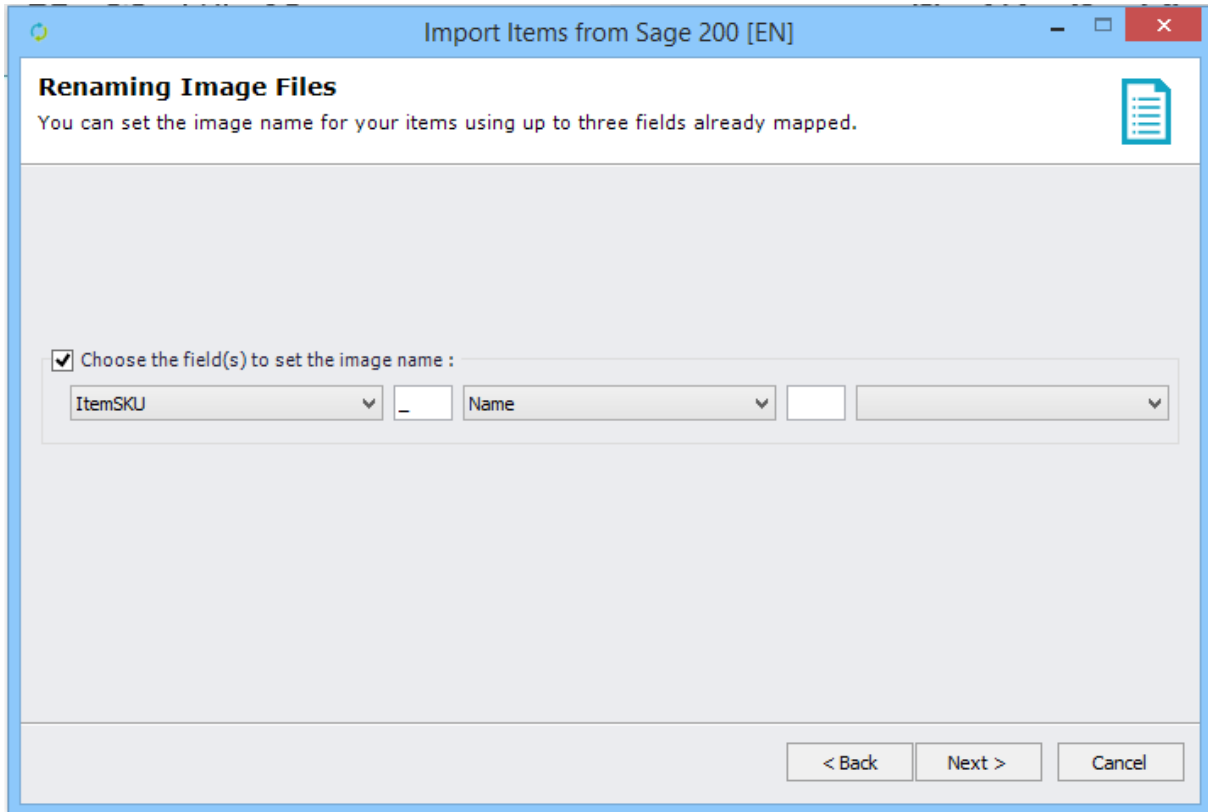 Import Items from Sage 200 [EN]
Renaming Image Files
You can set the image name for your items using up to three fields already mapped.
Choose the field(s) to set the image name :
ItemSKU _ Name
< Back Next > Cancel